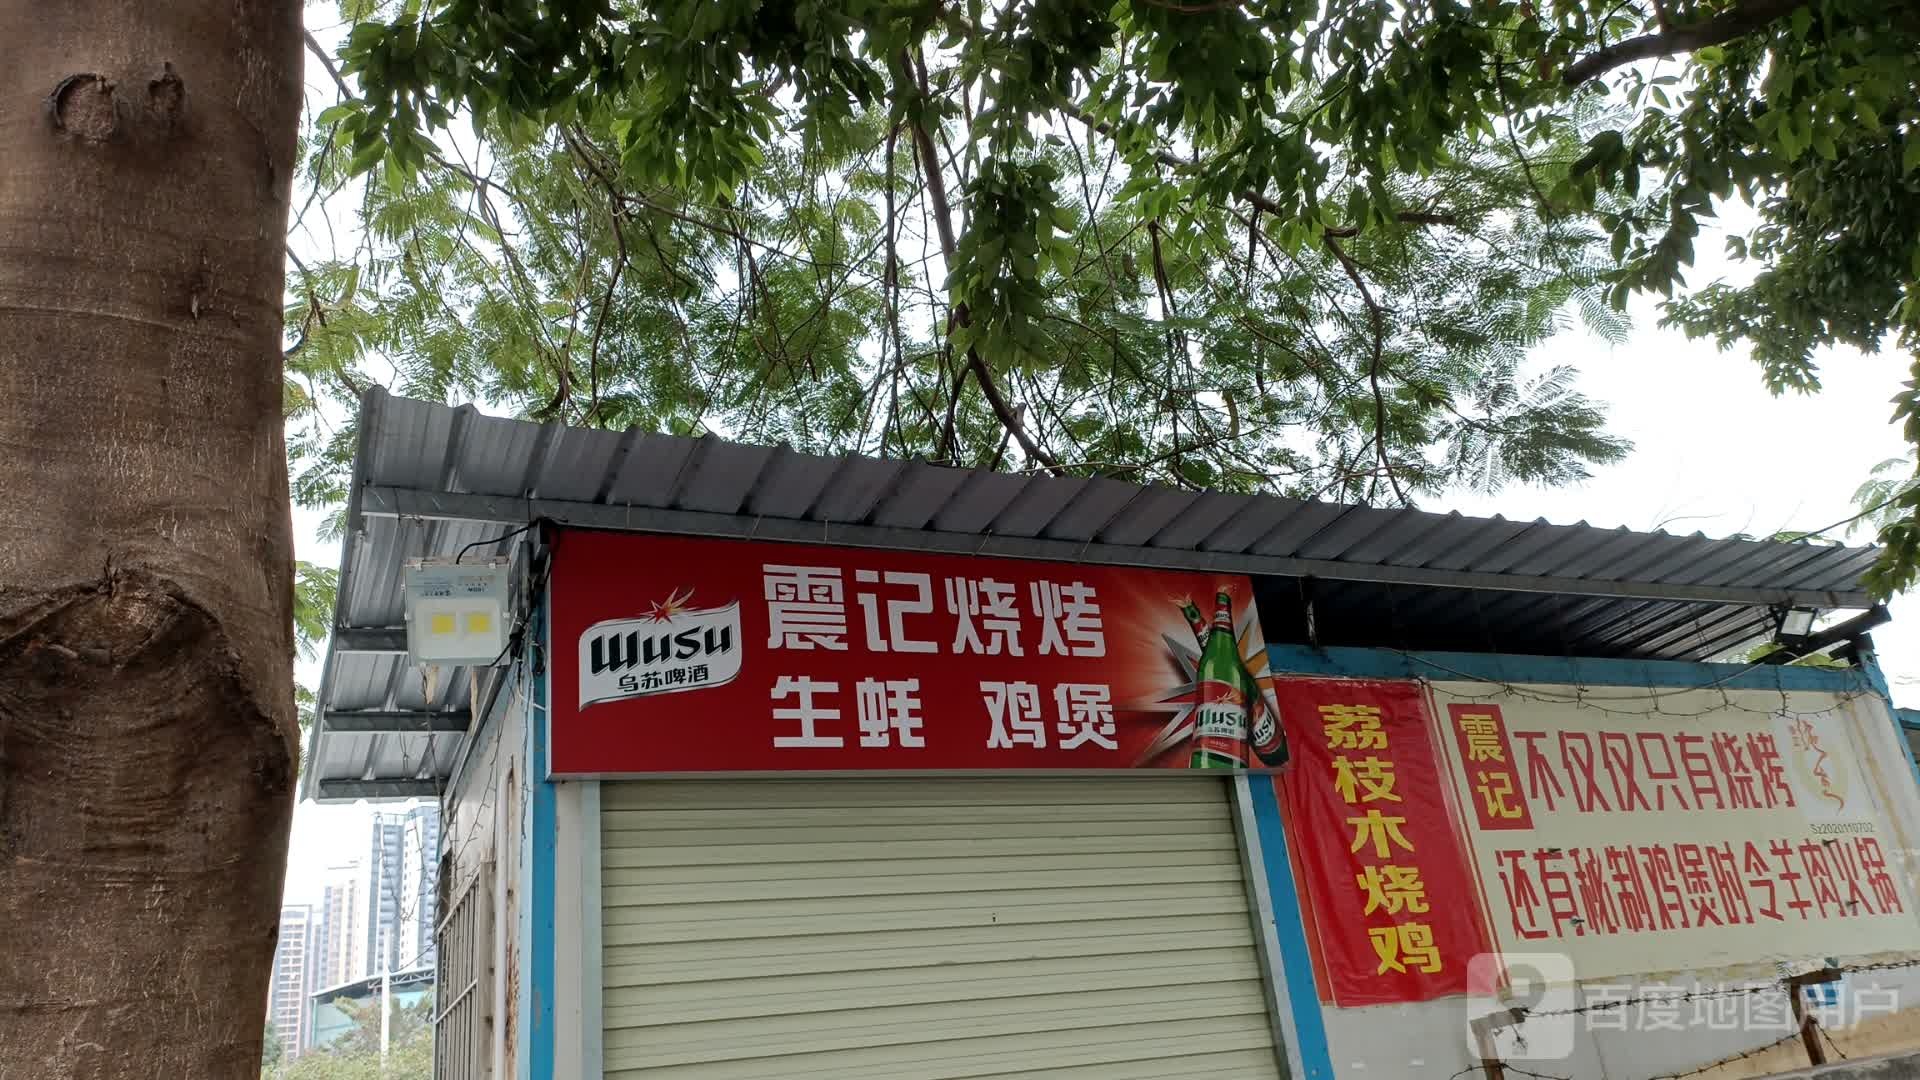 震记烧烤
wusu
乌苏啤酒
生蚝 鸡煲
wusu
荔枝木烧鸡
震记
不仅仅只有烧烤
Sz2020110702
还有秘制鸡煲时令羊肉火锅
百度地图用户